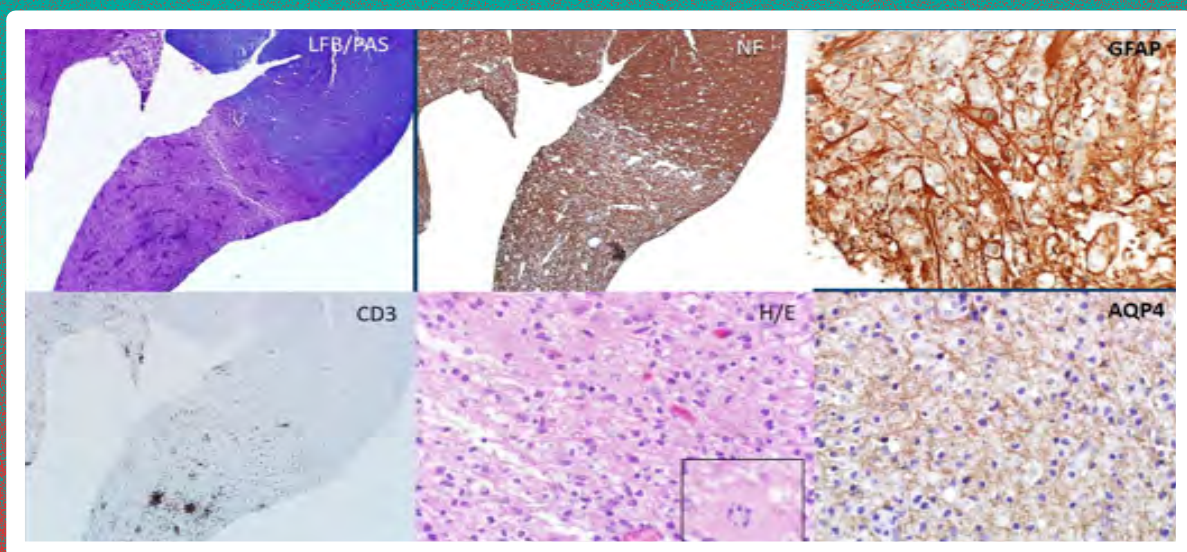 LFB/PAS
NF
GFAP
CD3
H/E
AQP4